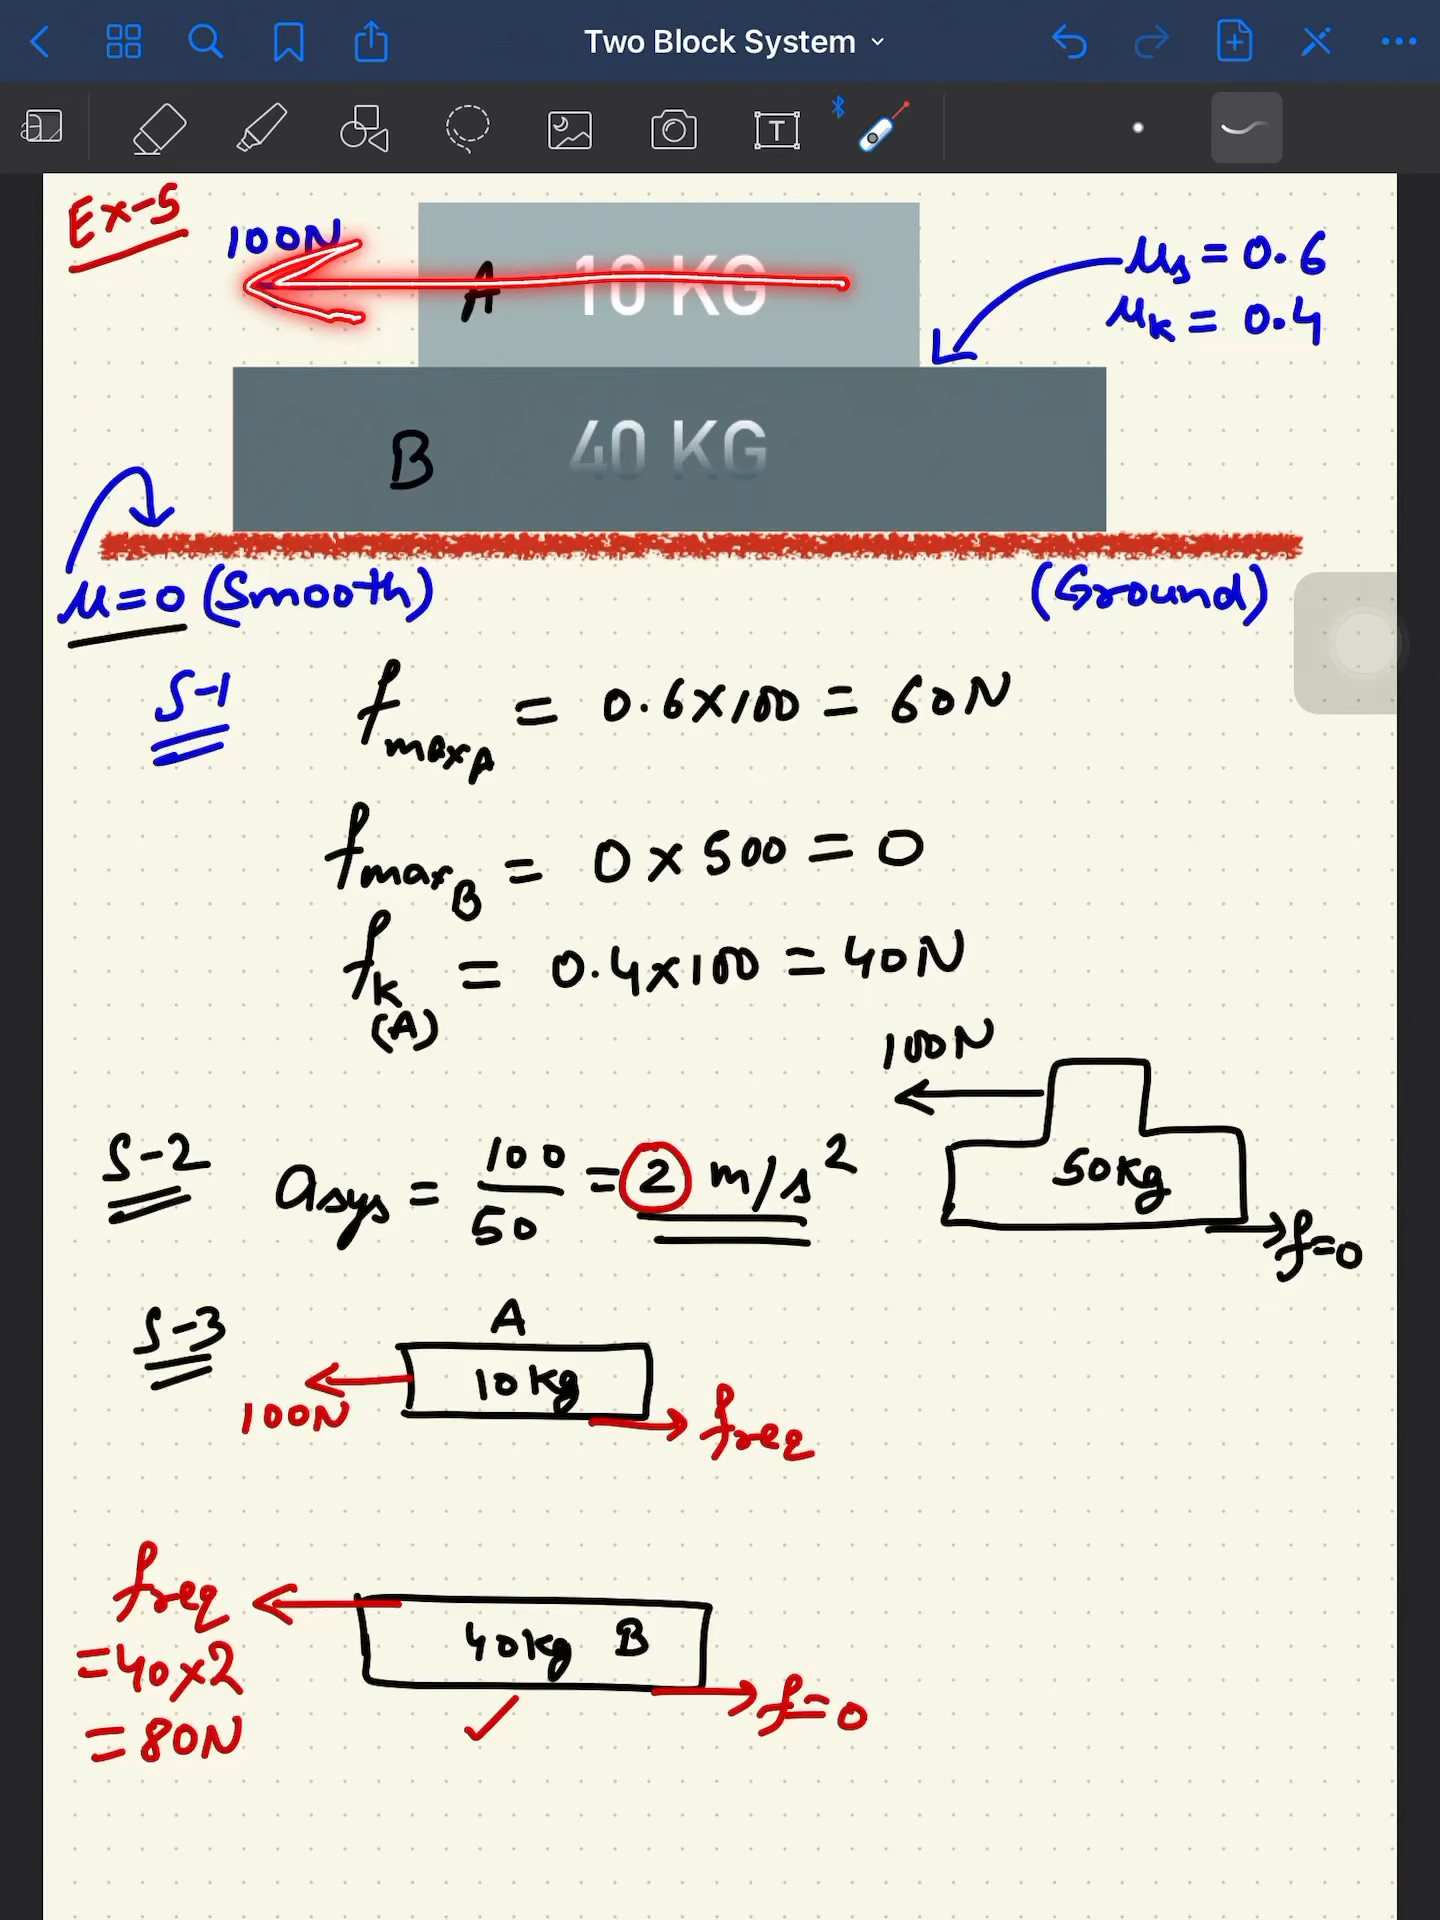 Two Block System
T
Ex-5
100N
A
10 KG
μs = 0.6
μk = 0.4
B
40 KG
μ=0 (Smooth)
(Ground)
S-1
f maxA = 0.6×100 = 60N
f maxB = 0×500 = 0
fk (A) = 0.4×100 = 40N
100N
50kg
f=0
S-2
asys = 100/50 = 2 m/s²
S-3
A
10kg
100N
freq
freq
=40×2
=80N
40kg B
f=0